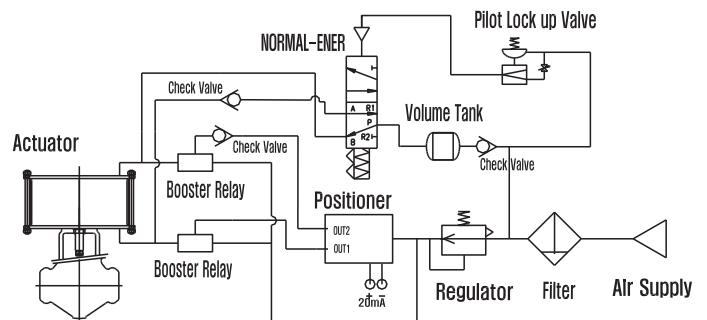 Pilot Lock up Valve
NORMAL-ENER
Check Valve
A R1
P
R2
B
Volume Tank
Actuator
Check Valve
Check Valve
Booster Relay
Positioner
OUT2
OUT1
Booster Relay
20mA
+ −
Regulator
Filter
AIr Supply